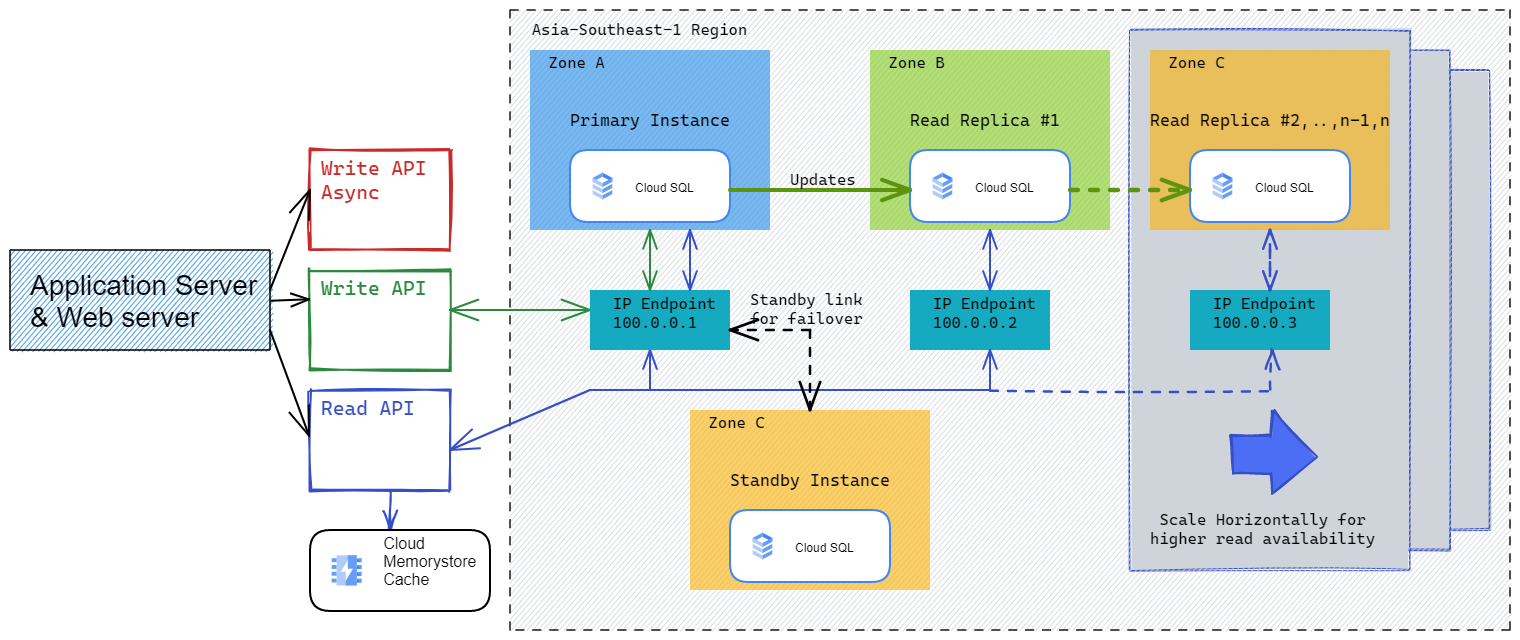 Asia-Southeast-1 Region
Zone A
Primary Instance
Cloud SQL
Updates
Zone B
Read Replica #1
Cloud SQL
Zone C
Read Replica #2,..,n-1,n
Cloud SQL
Write API
Async
Application Server
& Web server
Write API
IP Endpoint
100.0.0.1
Standby link
for failover
IP Endpoint
100.0.0.2
IP Endpoint
100.0.0.3
Read API
Zone C
Standby Instance
Cloud SQL
Scale Horizontally for
higher read availability
Cloud
Memorystore
Cache